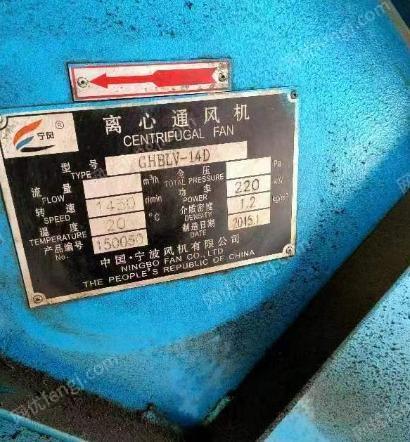 宁风®
离心通风机
CENTRIFUGAL FAN
型号 TYPE GHBLV-14D
流量 FLOW m³/h 全压 TOTAL PRESSURE Pa
转速 SPEED 1450 r/min 功率 POWER 220 kW
温度 TEMPERATURE 20 °C 介质密度 DENSITY 1.2 kg/m³
产品编号 No. 150050 制造日期 DATE 2015.1
中国·宁波风机有限公司
NINGBO FAN CO.,LTD
THE PEOPLE'S REPUBLIC OF CHINA